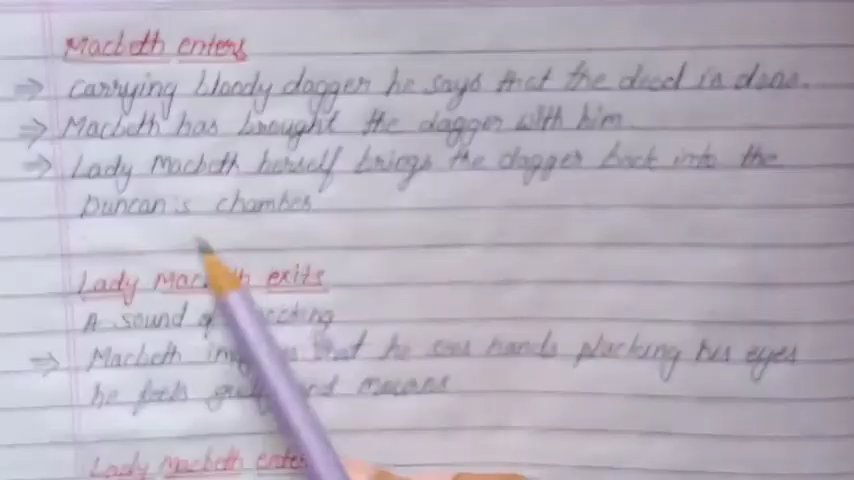 Macbeth enters
⇒ Carrying bloody dagger he says that the deed is done.
⇒ Macbeth has brought the dagger with him
⇒ Lady Macbeth herself brings the dagger back into the
Duncan's chamber
Lady Macbeth exits
A sound of
⇒ Macbeth that he sees hands plucking his eyes
he feels
Lady Macbeth